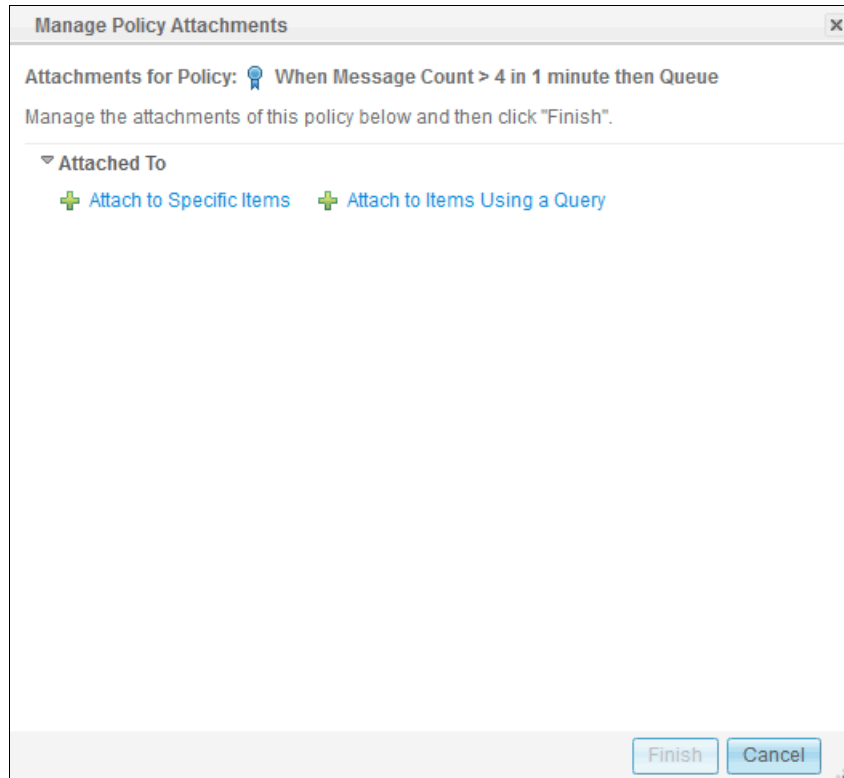 Manage Policy Attachments
Attachments for Policy: When Message Count > 4 in 1 minute then Queue
Manage the attachments of this policy below and then click "Finish".
Attached To
Attach to Specific Items Attach to Items Using a Query
Finish Cancel